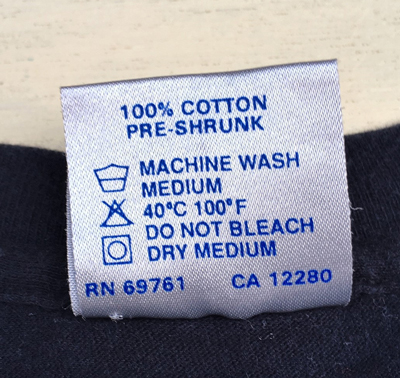 100% COTTON
PRE-SHRUNK
MACHINE WASH
MEDIUM
40°C 100°F
DO NOT BLEACH
DRY MEDIUM
RN 69761 CA 12280